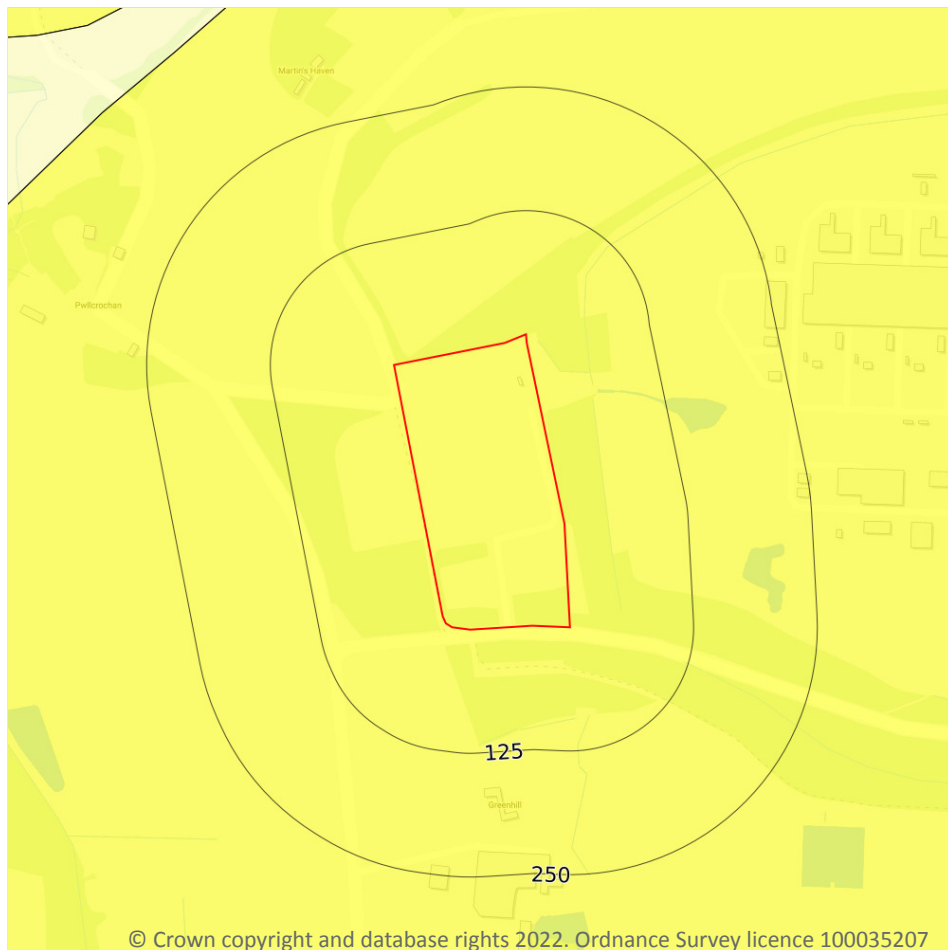 Martin's Haven
Pwllcrochan
125
Greenhill
250
© Crown copyright and database rights 2022. Ordnance Survey licence 100035207